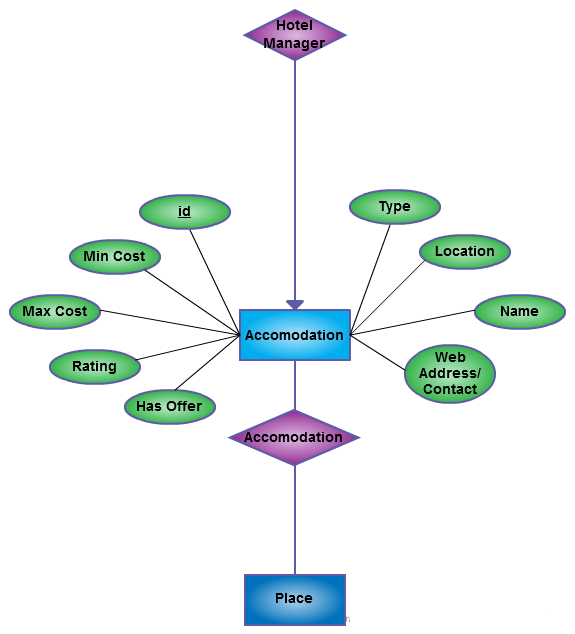 Hotel
Manager
id
Type
Min Cost
Location
Max Cost
Name
Accomodation
Rating
Web
Address/
Contact
Has Offer
Accomodation
Place
n